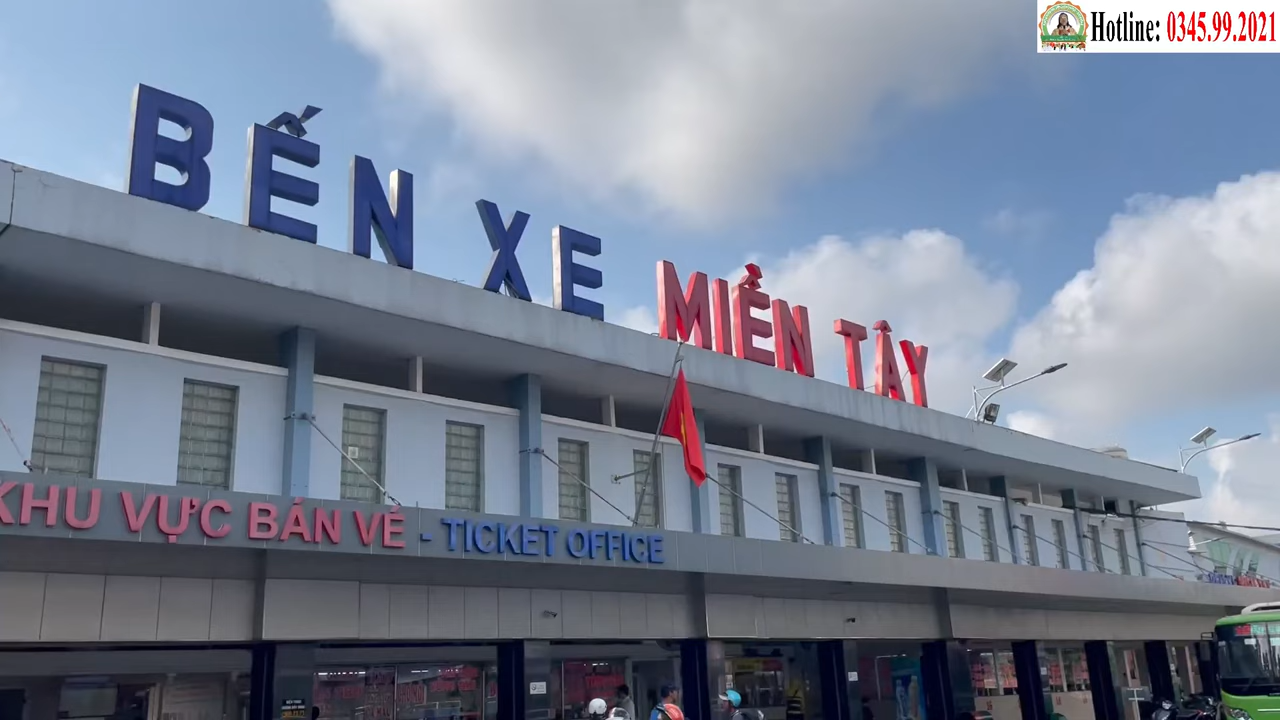 Hotline: 0345.99.2021
BẾN XE MIỀN TÂY
KHU VỰC BÁN VÉ - TICKET OFFICE